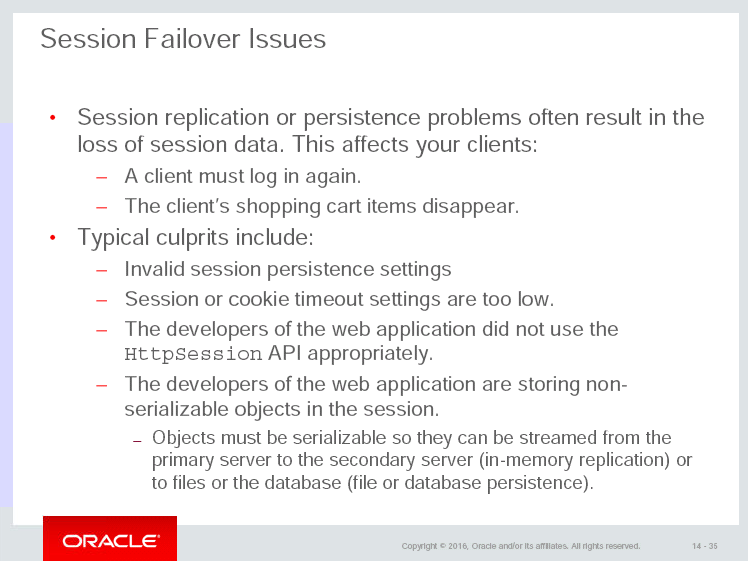 Session Failover Issues
• Session replication or persistence problems often result in the
loss of session data. This affects your clients:
– A client must log in again.
– The client's shopping cart items disappear.
• Typical culprits include:
– Invalid session persistence settings
– Session or cookie timeout settings are too low.
– The developers of the web application did not use the
HttpSession API appropriately.
– The developers of the web application are storing non-
serializable objects in the session.
– Objects must be serializable so they can be streamed from the
primary server to the secondary server (in-memory replication) or
to files or the database (file or database persistence).
ORACLE®
Copyright © 2016, Oracle and/or its affiliates. All rights reserved.
14 - 35